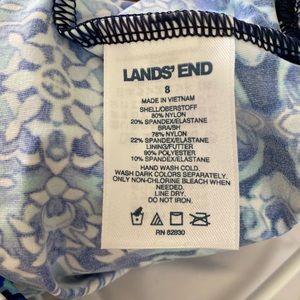 LANDS' END
8
MADE IN VIETNAM
SHELL/OBERSTOFF
80% NYLON
20% SPANDEX/ELASTANE
BRA/BH
78% NYLON
22% SPANDEX/ELASTANE
LINING/FUTTER
90% POLYESTER
10% SPANDEX/ELASTANE
HAND WASH COLD.
WASH DARK COLORS SEPARATELY.
ONLY NON-CHLORINE BLEACH WHEN
NEEDED.
LINE DRY.
DO NOT IRON.
RN 62830